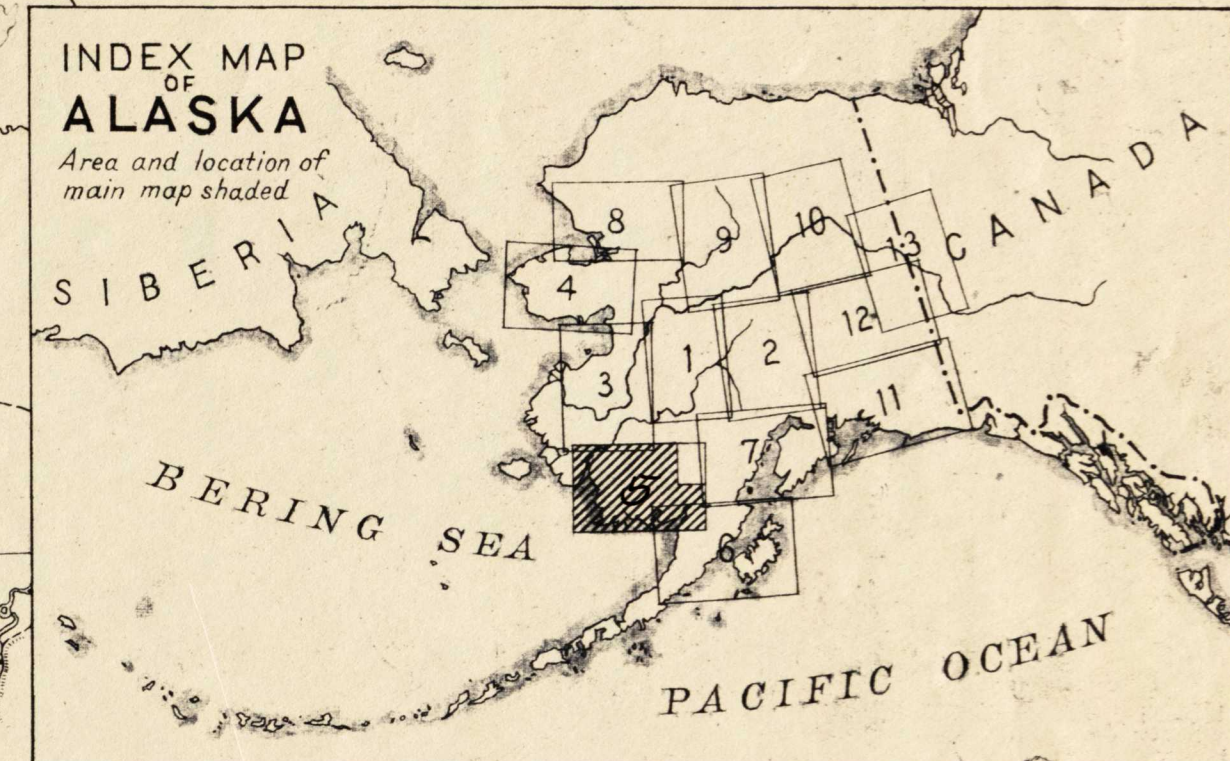 INDEX MAP
OF
ALASKA
Area and location of
main map shaded
SIBERIA
CANADA
8
9
10
13
4
12
1
2
3
11
7
5
6
BERING SEA
PACIFIC OCEAN